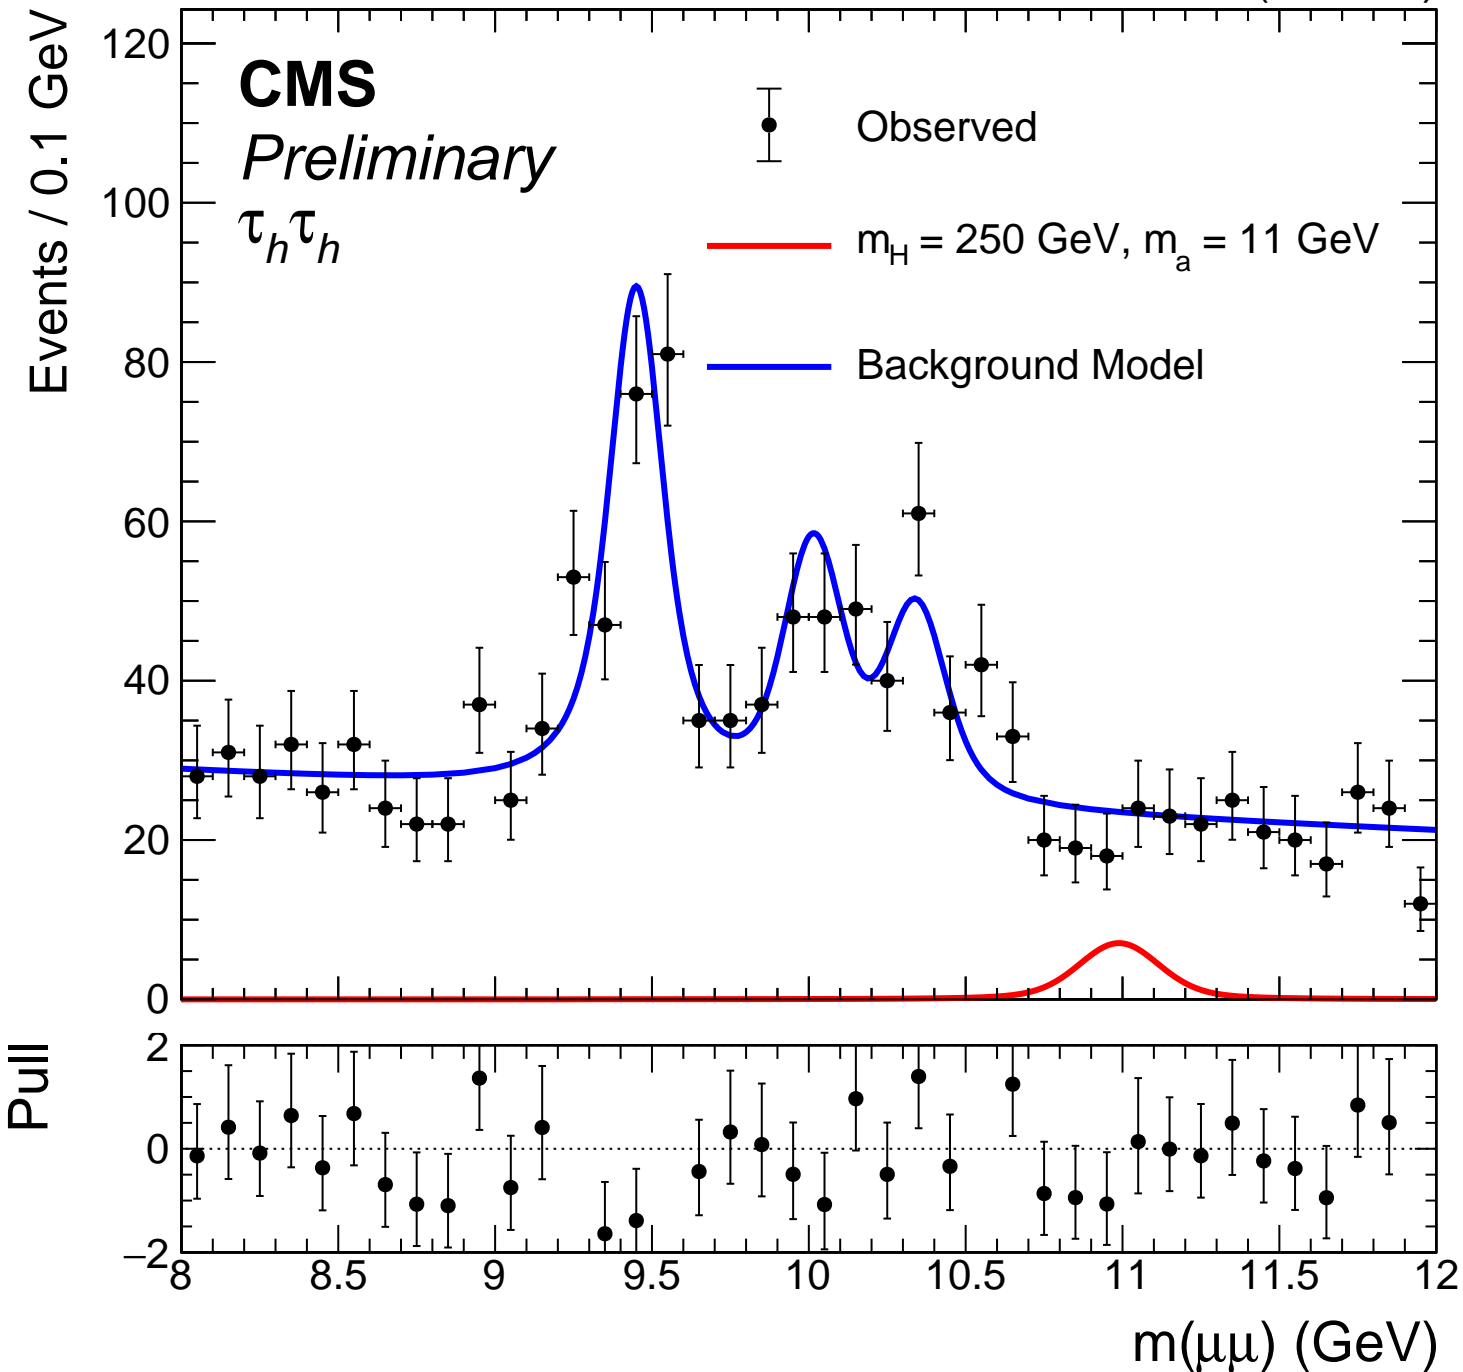 Events / 0.1 GeV
120
100
80
60
40
20
0
CMS
Preliminary
τhτh
Observed
mH = 250 GeV, ma = 11 GeV
Background Model
Pull
2
0
−2
8 8.5 9 9.5 10 10.5 11 11.5 12
m(μμ) (GeV)